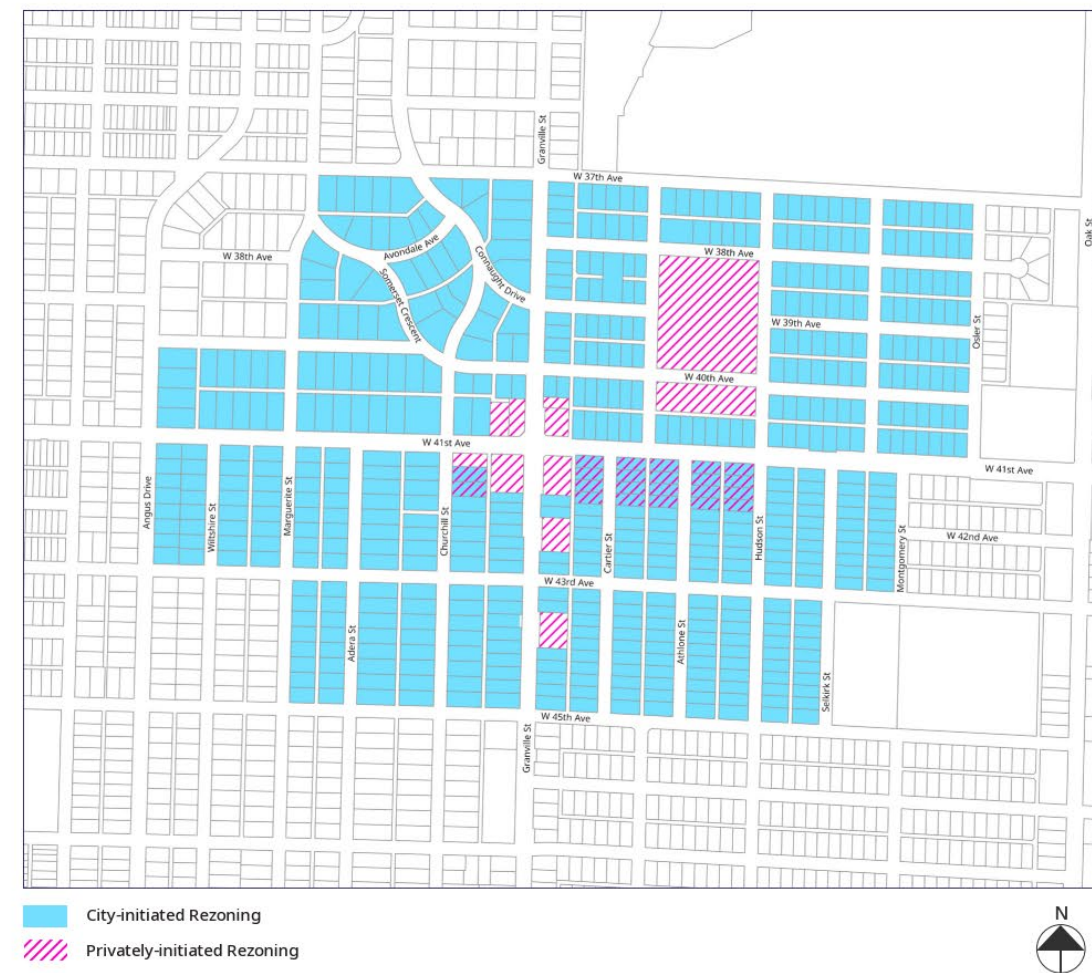 Granville St
W 37th Ave
Oak St
Avondale Ave
W 38th Ave
W 38th Ave
Connaught Drive
Somerset Crescent
W 39th Ave
Osler St
W 40th Ave
W 41st Ave
W 41st Ave
Angus Drive
Wiltshire St
Marguerite St
Churchill St
Cartier St
Hudson St
Montgomery St
W 42nd Ave
W 43rd Ave
Adera St
Athlone St
Selkirk St
W 45th Ave
Granville St
City-initiated Rezoning
N
Privately-initiated Rezoning